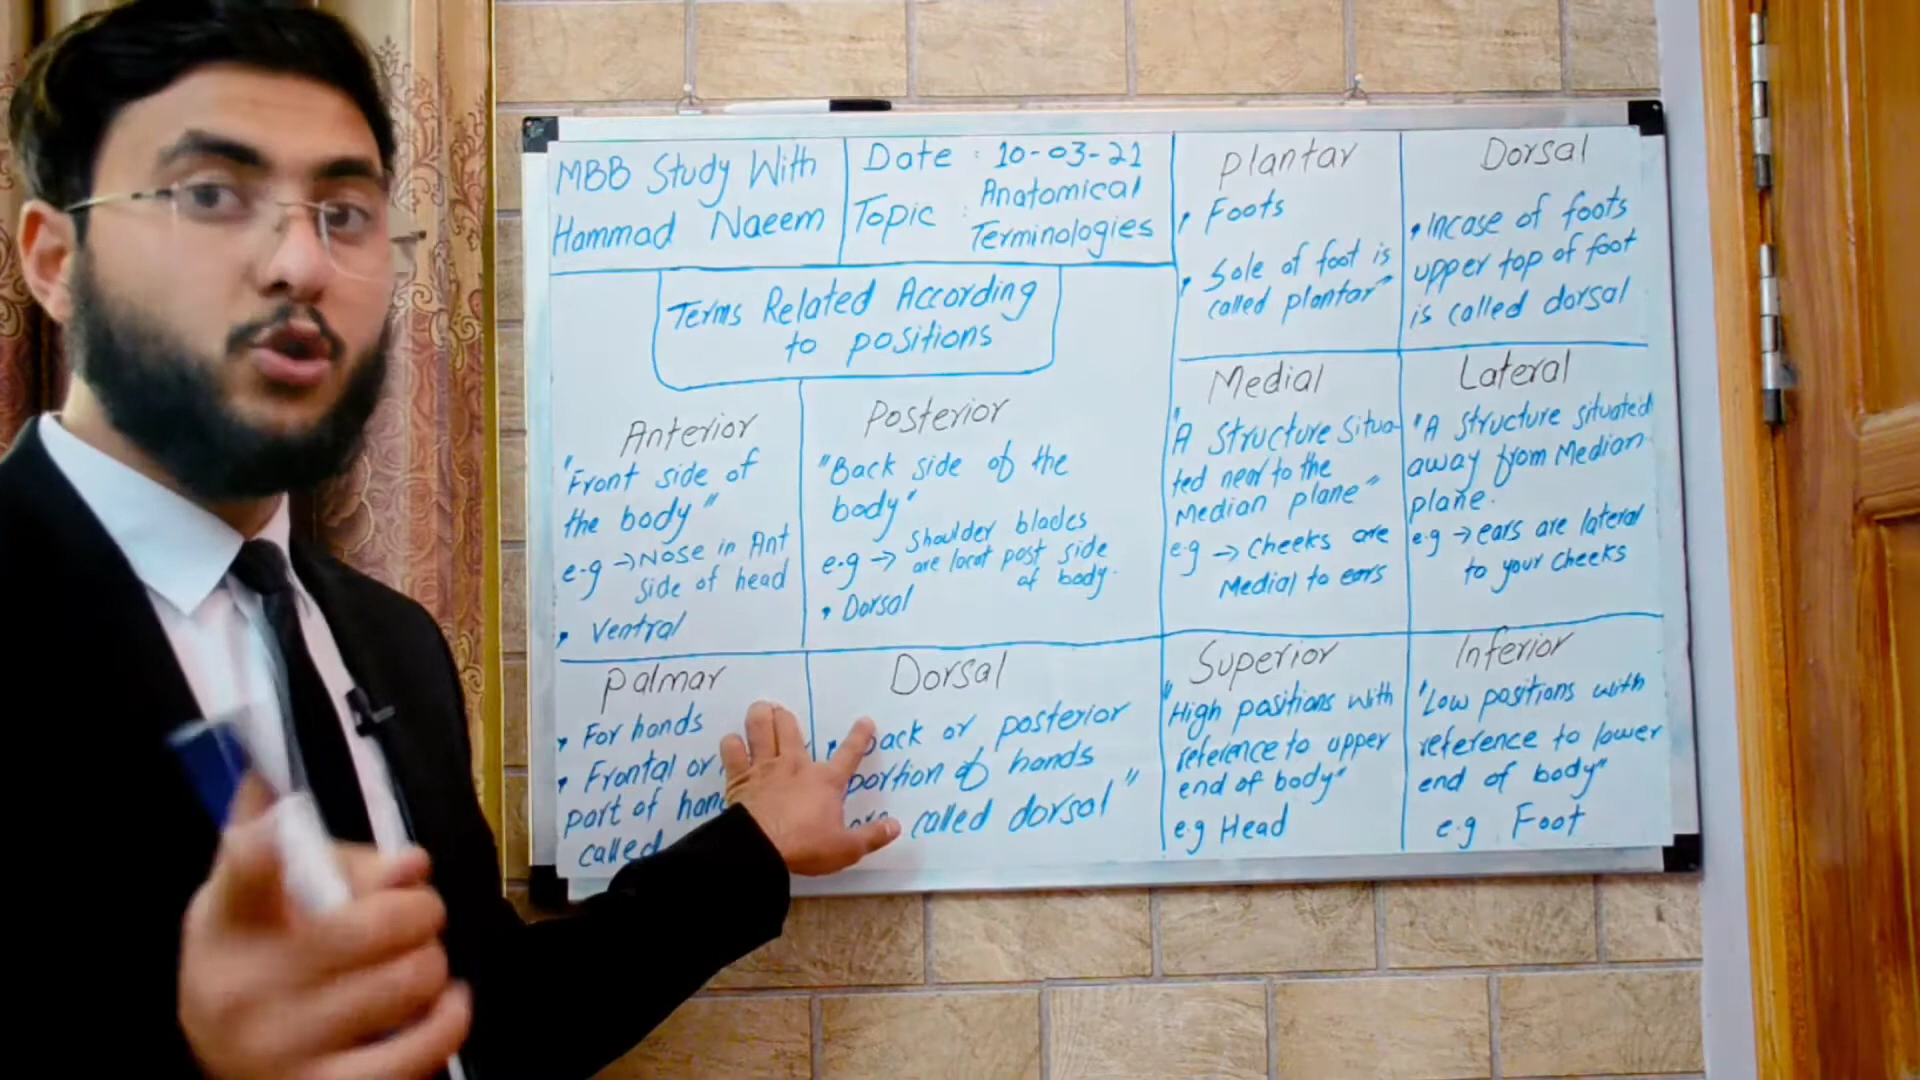 MBB Study With
Hammad Naeem
Date : 10-03-21
Topic : Anatomical
Terminologies
Terms Related According
to positions
Anterior
"Front side of
the body"
e.g → Nose in Ant
side of head
• Ventral
Posterior
"Back side of the
body"
e.g → Shoulder blades
are locat post side
of body.
• Dorsal
Palmar
• For hands
• Frontal or
part of han
called
Dorsal
• Back or posterior
portion of hands
are called dorsal"
Plantar
• Foots
• Sole of foot is
called plantar"
Dorsal
• Incase of foots
upper top of foot
is called dorsal
Medial
"A structure situa-
ted near to the
Median plane"
e.g → Cheeks are
Medial to ears
Lateral
"A structure situated
away from Median
plane.
e.g → ears are lateral
to your cheeks
Superior
"High positions with
reference to upper
end of body"
e.g Head
Inferior
"Low positions with
reference to lower
end of body"
e.g Foot